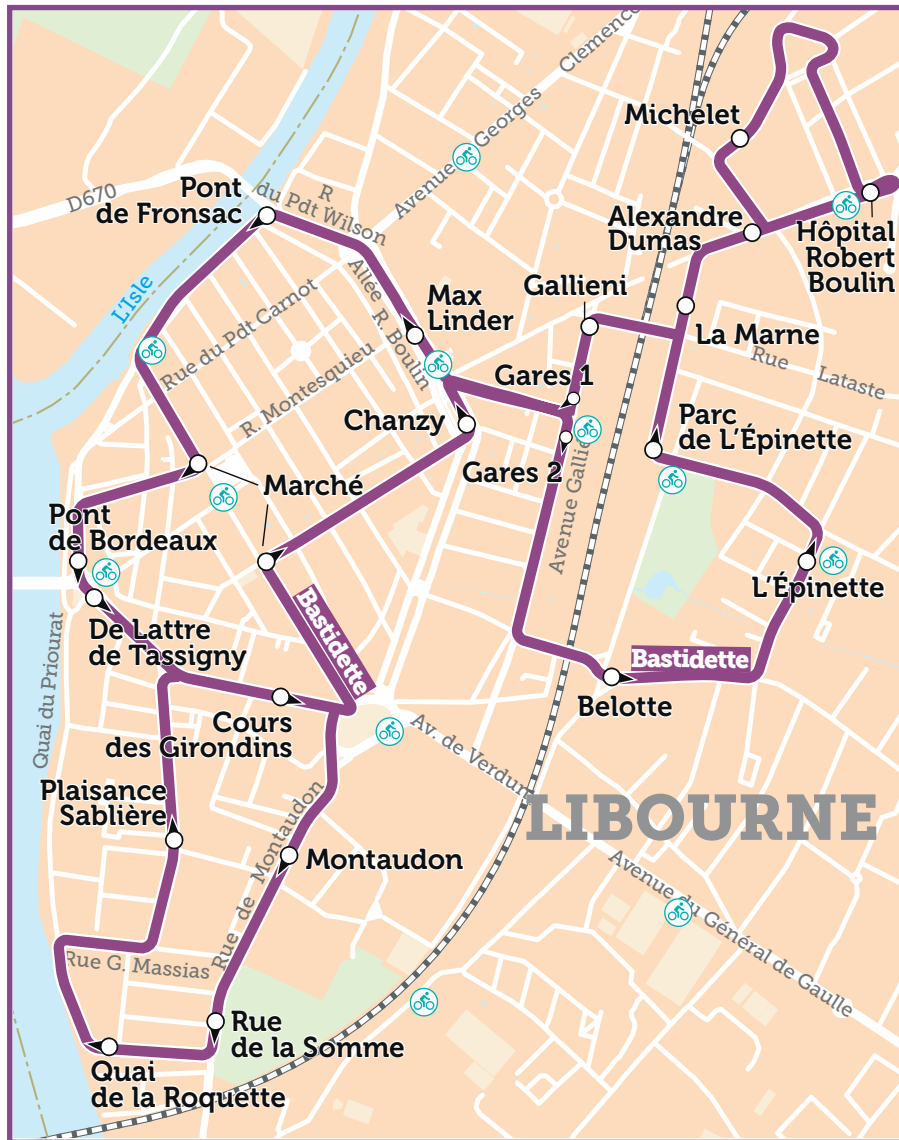 Avenue Georges Clemence
Michelet
D670
Pont
de Fronsac
R
du Pdt Wilson
Alexandre
Dumas
Hôpital
Robert
Boulin
L'Isle
Allée R. Boulin
Gallieni
Max
Linder
La Marne
Rue du Pdt Carnot
Rue Lataste
R. Montesquieu
Gares 1
Chanzy
Parc
de L'Épinette
Gares 2
Avenue Gallie
Marché
Pont
de Bordeaux
L'Épinette
Bastidette
De Lattre
de Tassigny
Bastidette
Quai du Priourat
Belotte
Cours
des Girondins
Av. de Verdun
Plaisance
Sablière
LIBOURNE
Rue de Montaudon
Montaudon
Avenue du Général de Gaulle
Rue G. Massias
Rue
de la Somme
Quai
de la Roquette